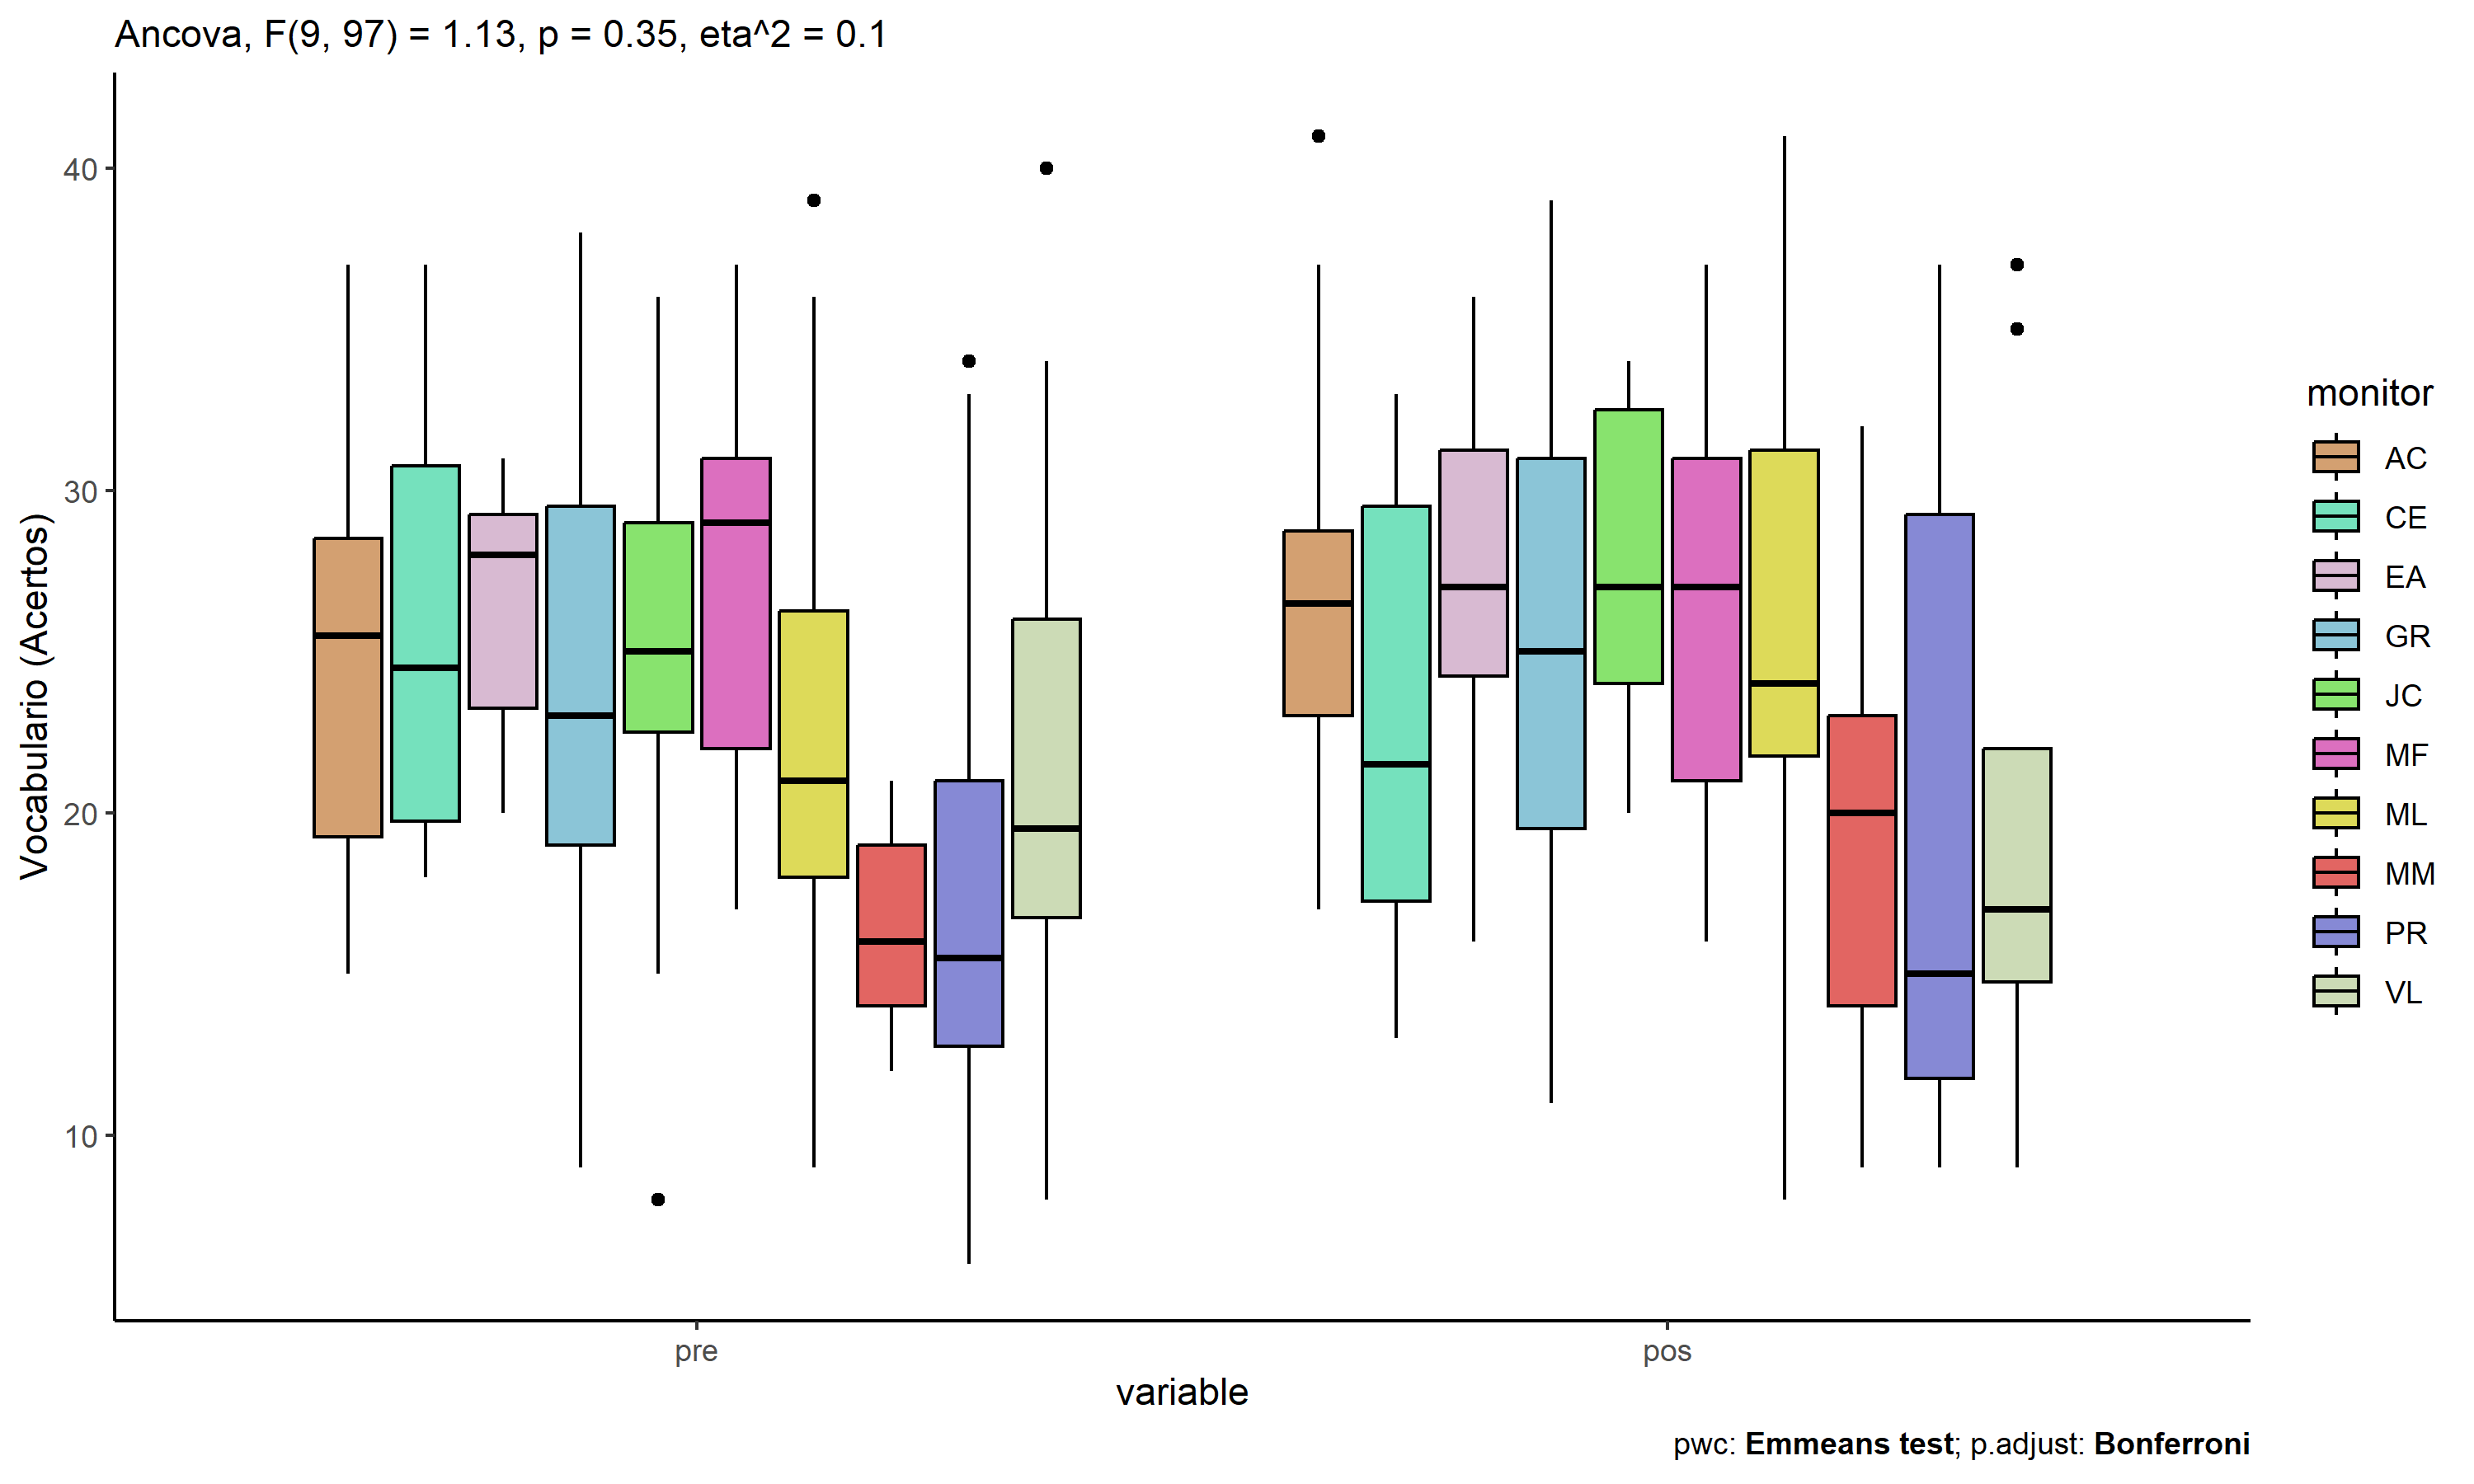 Ancova, F(9, 97) = 1.13, p = 0.35, eta^2 = 0.1
Vocabulario (Acertos)
40
30
20
10
pre
pos
variable
monitor
AC
CE
EA
GR
JC
MF
ML
MM
PR
VL
pwc: Emmeans test; p.adjust: Bonferroni